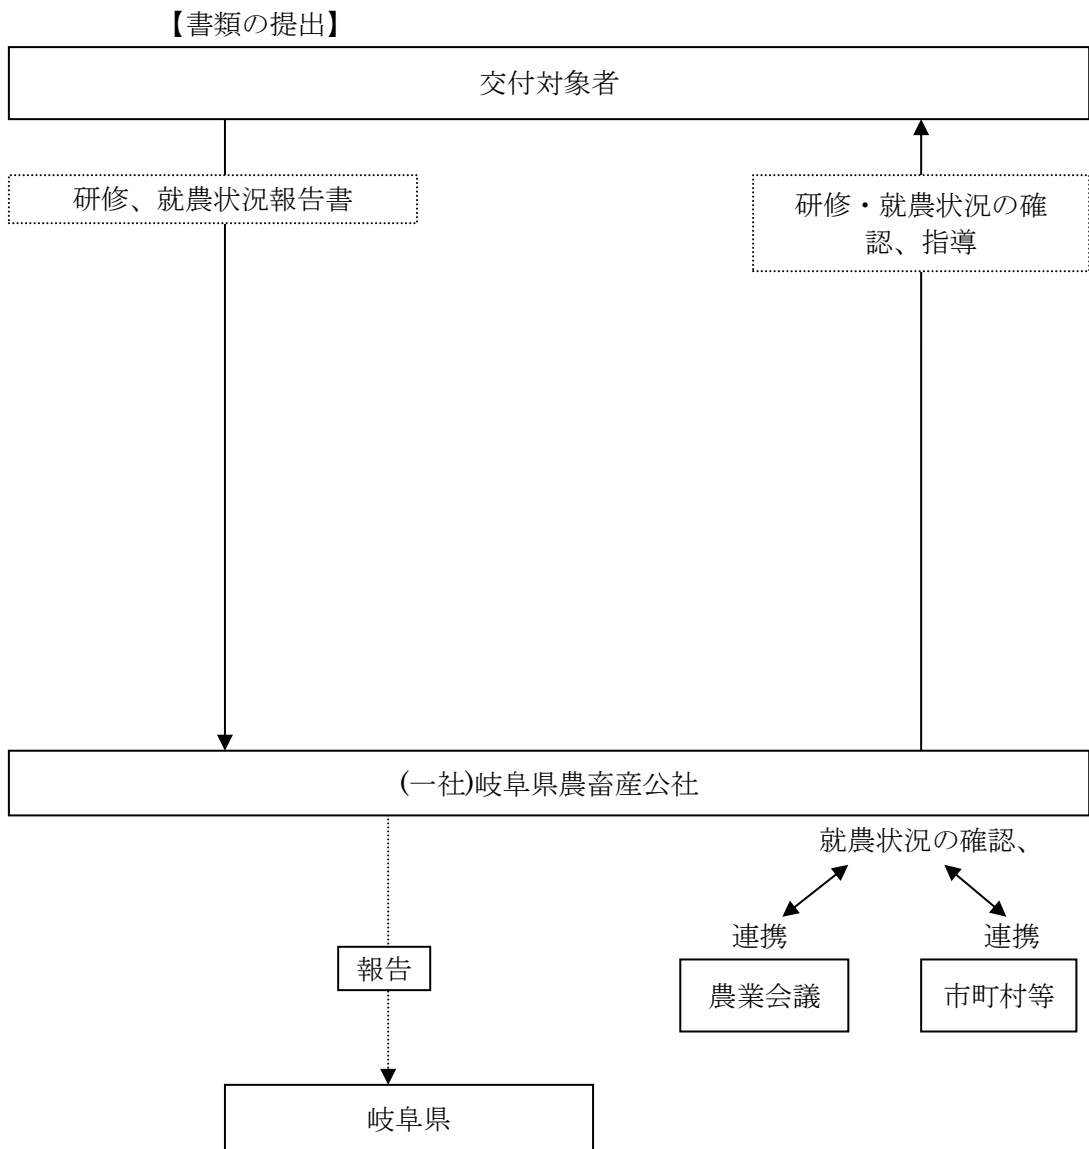 【書類の提出】
交付対象者
研修、就農状況報告書
研修・就農状況の確
認、指導
(一社)岐阜県農畜産公社
就農状況の確認、
連携
連携
報告
農業会議
市町村等
岐阜県